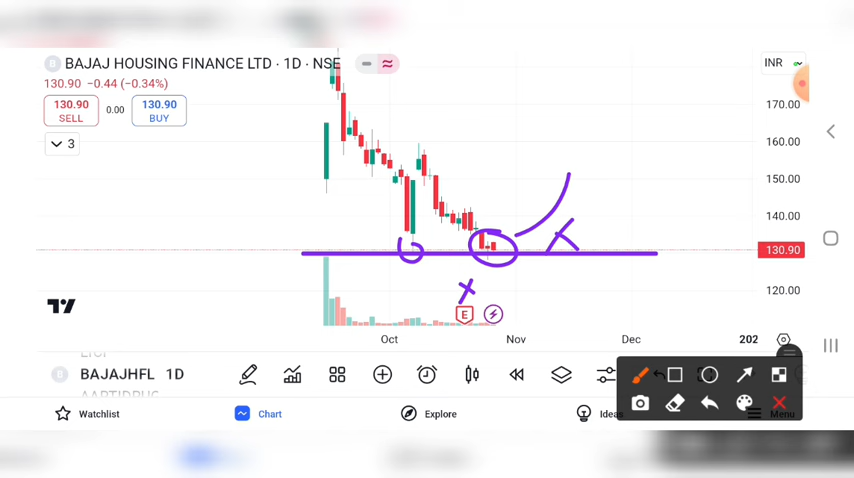 B BAJAJ HOUSING FINANCE LTD · 1D · NSE
INR
130.90 −0.44 (−0.34%)
130.90
SELL
0.00
130.90
BUY
3
170.00
160.00
150.00
140.00
130.90
120.00
E
Oct
Nov
Dec
202
B BAJAJHFL 1D
Watchlist
Chart
Explore
Ideas
Menu